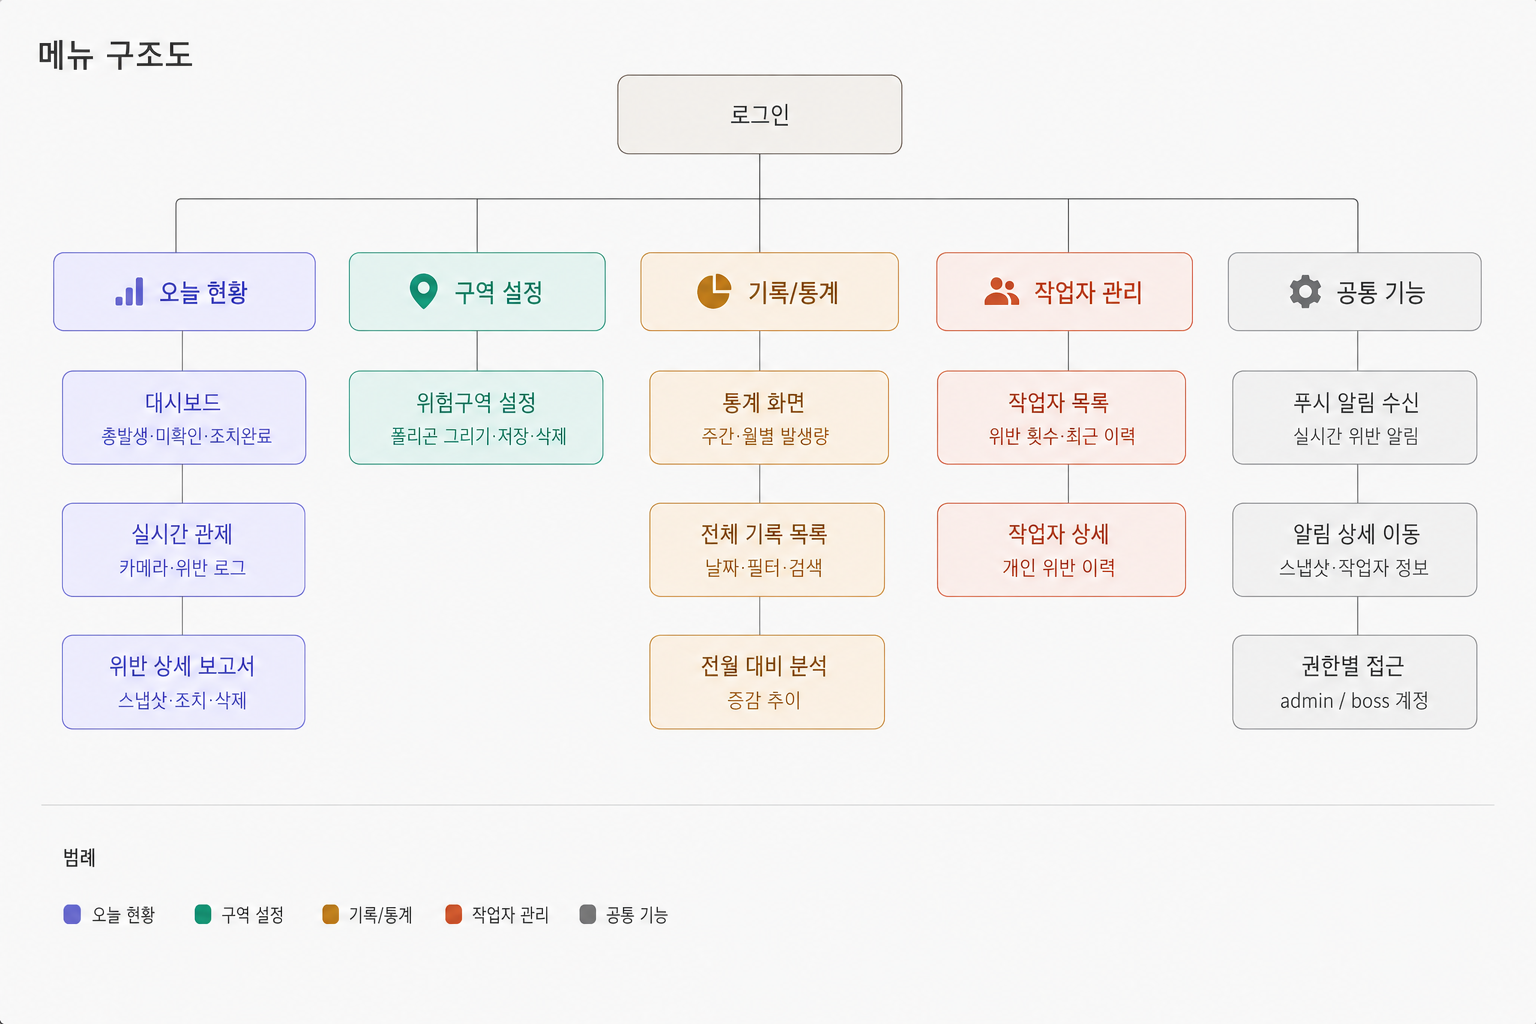 메뉴 구조도
로그인
오늘 현황
구역 설정
기록/통계
작업자 관리
공통 기능
대시보드
총발생·미확인·조치완료
위험구역 설정
폴리곤 그리기·저장·삭제
통계 화면
주간·월별 발생량
작업자 목록
위반 횟수·최근 이력
푸시 알림 수신
실시간 위반 알림
실시간 관제
카메라·위반 로그
전체 기록 목록
날짜·필터·검색
작업자 상세
개인 위반 이력
알림 상세 이동
스냅샷·작업자 정보
위반 상세 보고서
스냅샷·조치·삭제
전월 대비 분석
증감 추이
권한별 접근
admin / boss 계정
범례
오늘 현황
구역 설정
기록/통계
작업자 관리
공통 기능